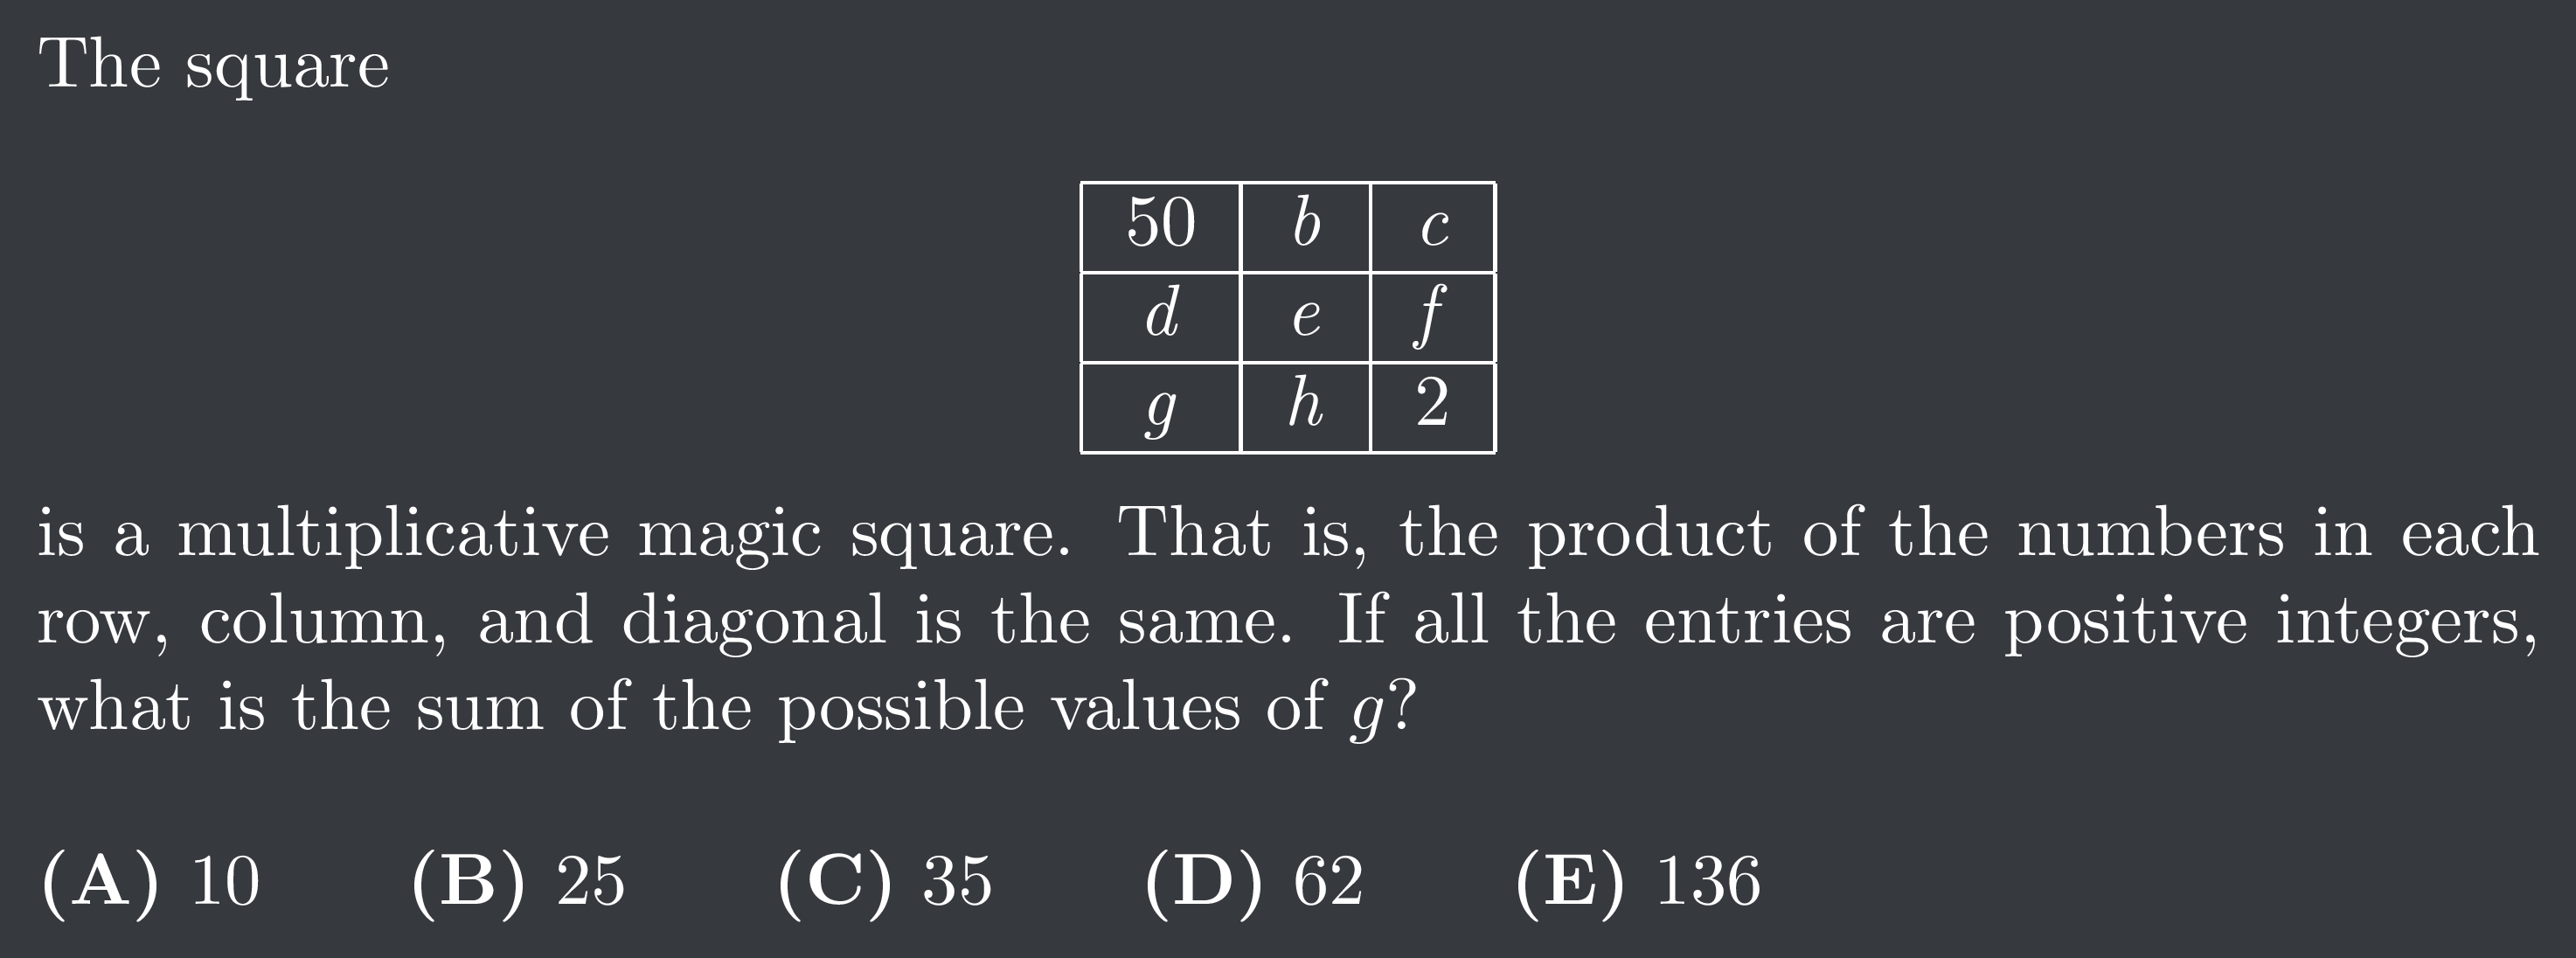 The square
50 b c
d e f
g h 2
is a multiplicative magic square. That is, the product of the numbers in each
row, column, and diagonal is the same. If all the entries are positive integers,
what is the sum of the possible values of g?
(A) 10 (B) 25 (C) 35 (D) 62 (E) 136